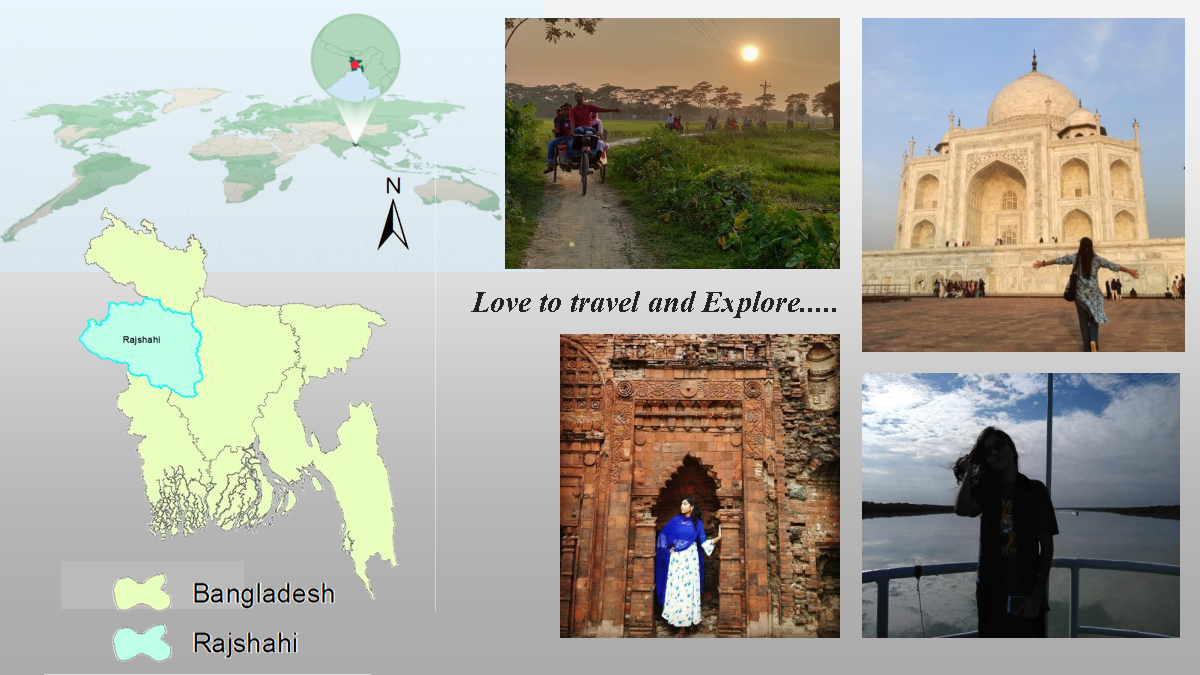 N
Rajshahi
Bangladesh
Rajshahi
Love to travel and Explore.....